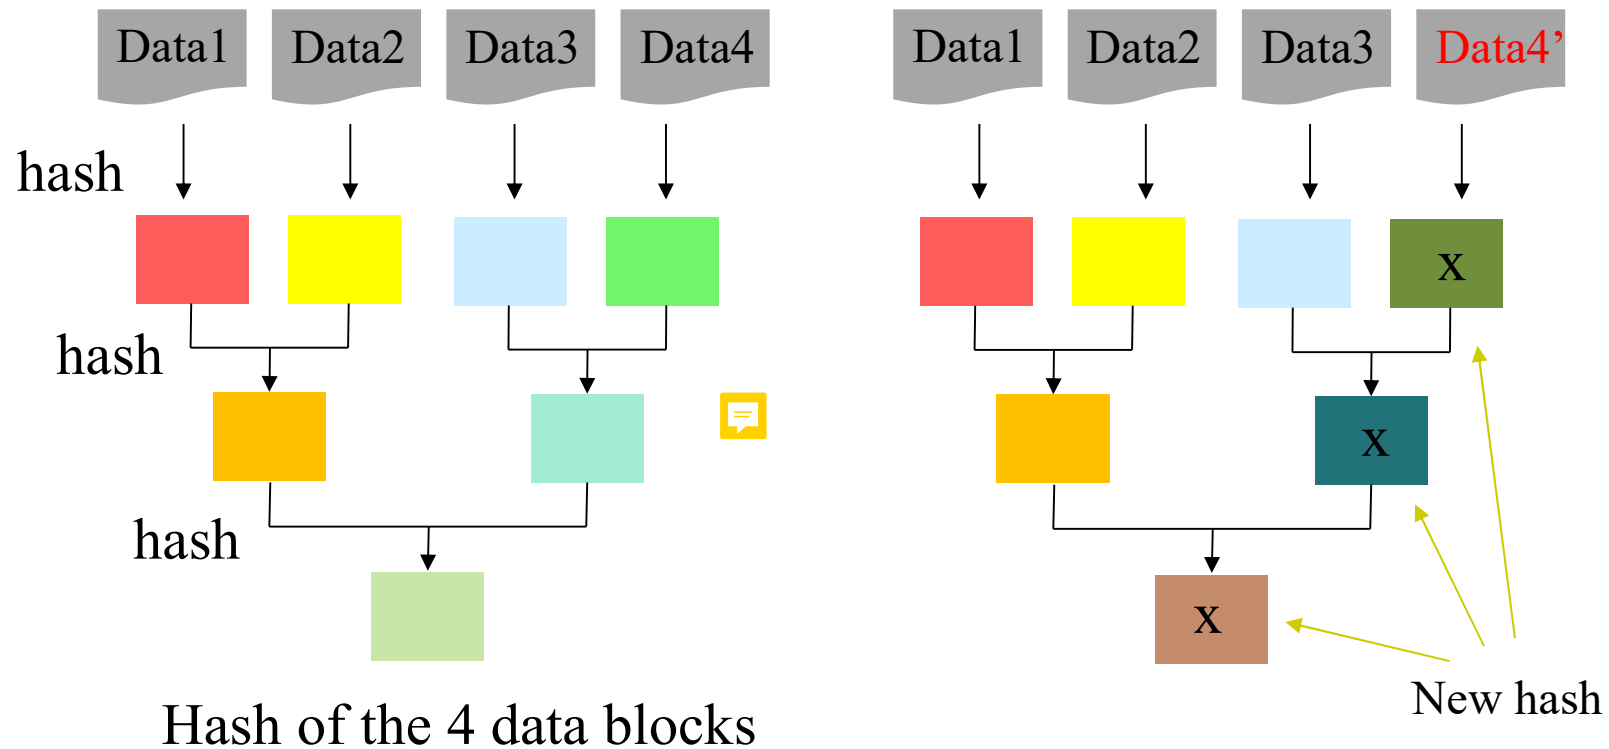 Data1
Data2
Data3
Data4
Data1
Data2
Data3
Data4’
hash
x
hash
x
hash
x
New hash
Hash of the 4 data blocks